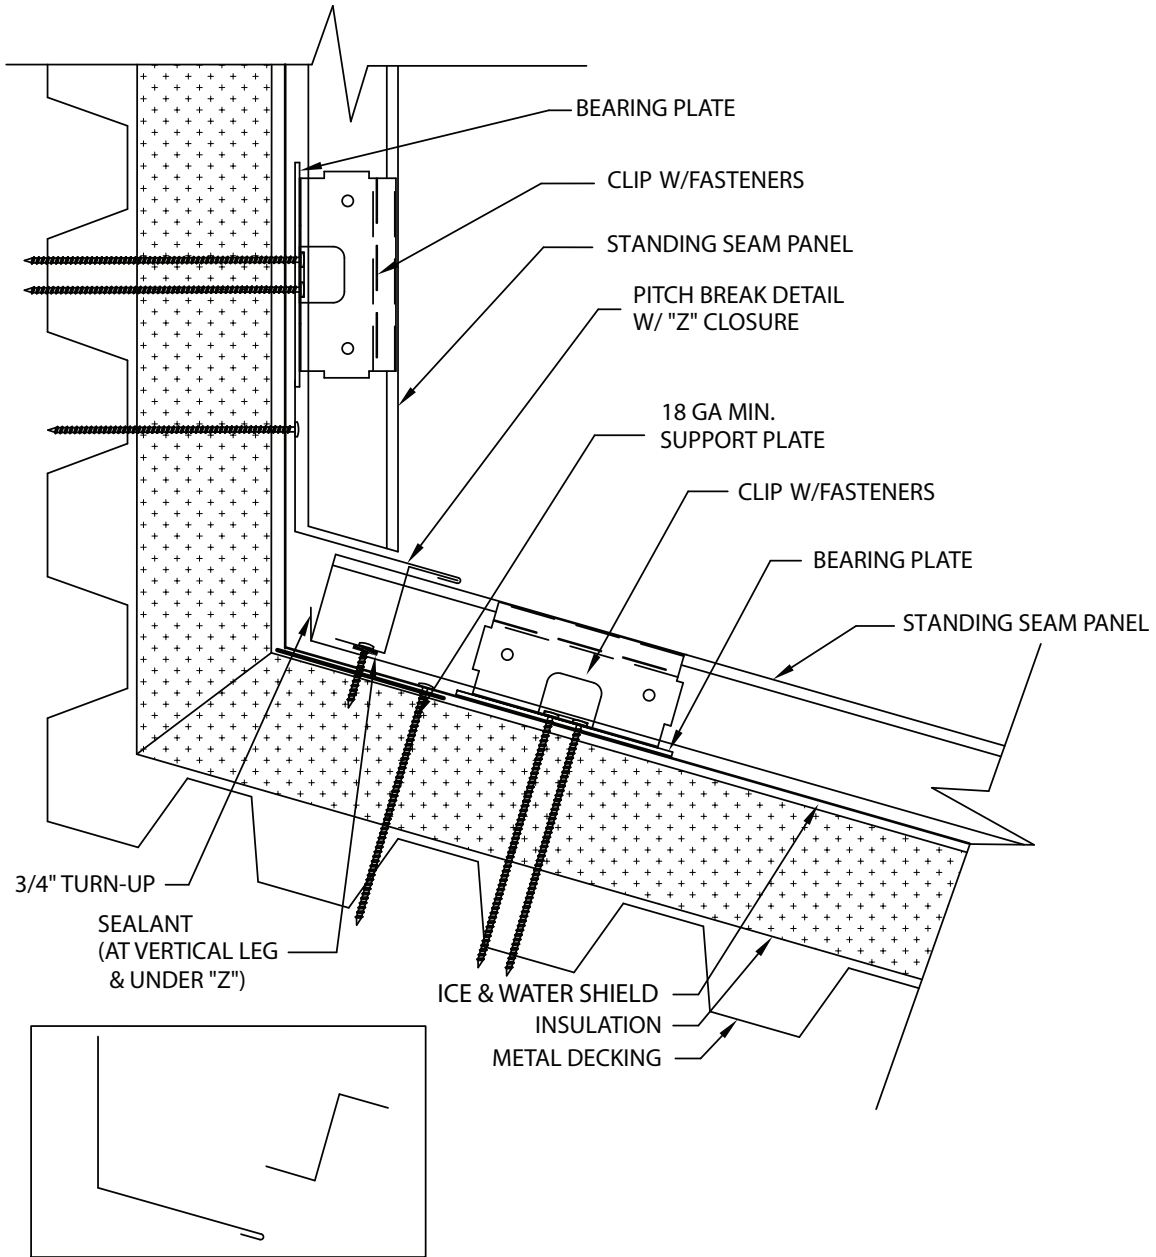 BEARING PLATE
CLIP W/FASTENERS
STANDING SEAM PANEL
PITCH BREAK DETAIL
W/ "Z" CLOSURE
18 GA MIN.
SUPPORT PLATE
CLIP W/FASTENERS
BEARING PLATE
STANDING SEAM PANEL
3/4" TURN-UP
SEALANT
(AT VERTICAL LEG
& UNDER "Z")
ICE & WATER SHIELD
INSULATION
METAL DECKING